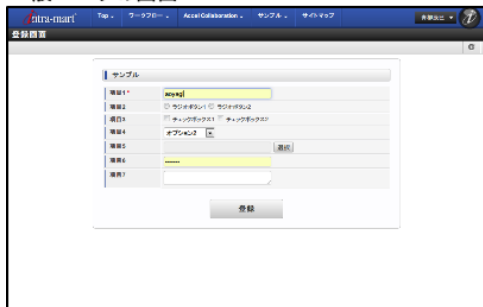 intra-mart
Top ワークフロー Accel Collaboration サンプル サイトマップ
登録画面
サンプル
項目1 *
aoyagi
項目2 ラジオボタン1 ラジオボタン2
項目3 チェックボックス1 チェックボックス2
項目4 オプション2
項目5 選択
項目6 ••••••
項目7
登録